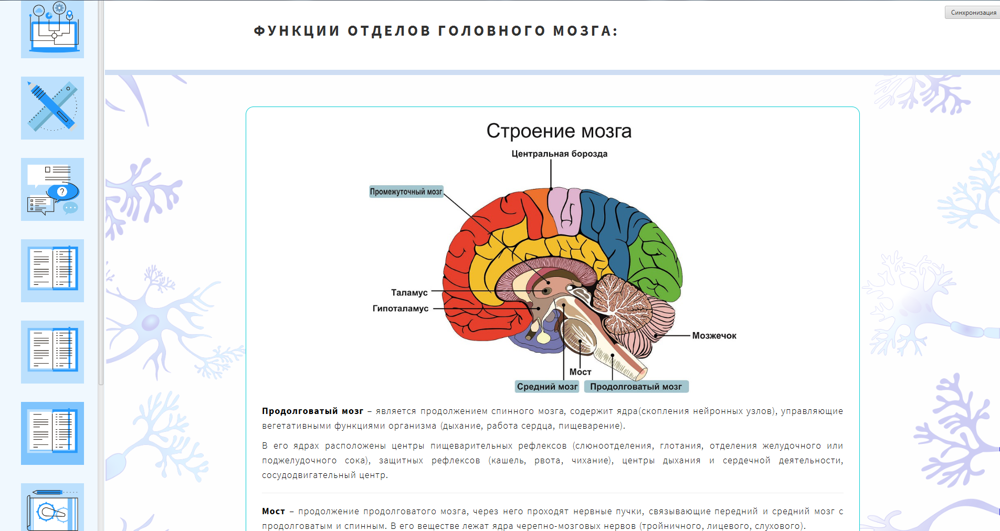 Синхронизация
ФУНКЦИИ ОТДЕЛОВ ГОЛОВНОГО МОЗГА:
Строение мозга
Центральная борозда
Промежуточный мозг
Таламус
Гипоталамус
Мозжечок
Мост
Средний мозг
Продолговатый мозг
?
Продолговатый мозг – является продолжением спинного мозга, содержит ядра(скопления нейронных узлов), управляющие
вегетативными функциями организма (дыхание, работа сердца, пищеварение).
В его ядрах расположены центры пищеварительных рефлексов (слюноотделения, глотания, отделения желудочного или
поджелудочного сока), защитных рефлексов (кашель, рвота, чихание), центры дыхания и сердечной деятельности,
сосудодвигательный центр.
Мост – продолжение продолговатого мозга, через него проходят нервные пучки, связывающие передний и средний мозг с
продолговатым и спинным. В его веществе лежат ядра черепно-мозговых нервов (тройничного, лицевого, слухового).